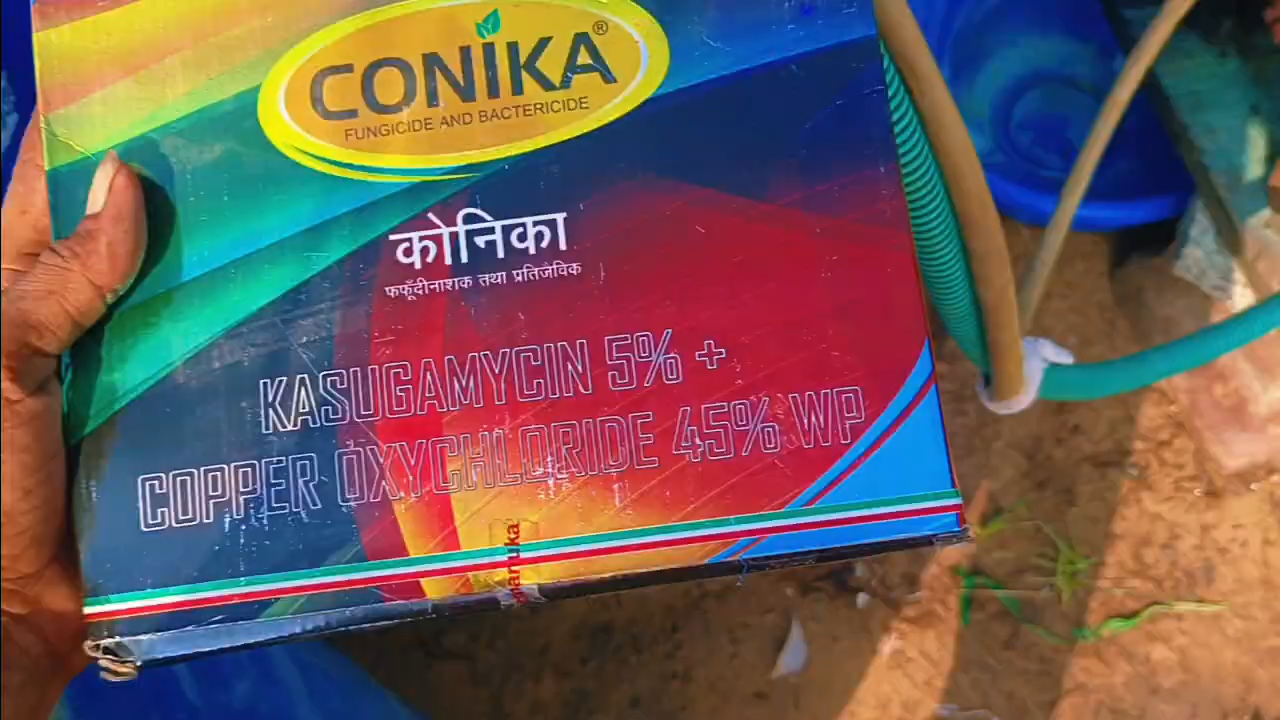 CONIKA®
FUNGICIDE AND BACTERICIDE
कोनिका
फफूँदीनाशक तथा प्रतिजैविक
KASUGAMYCIN 5% +
COPPER OXYCHLORIDE 45% WP